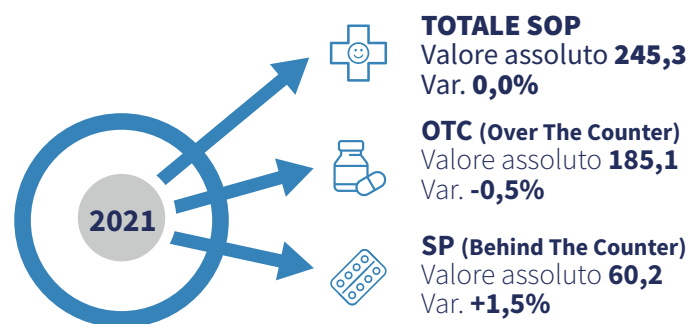 2021
TOTALE SOP
Valore assoluto 245,3
Var. 0,0%
OTC (Over The Counter)
Valore assoluto 185,1
Var. -0,5%
SP (Behind The Counter)
Valore assoluto 60,2
Var. +1,5%